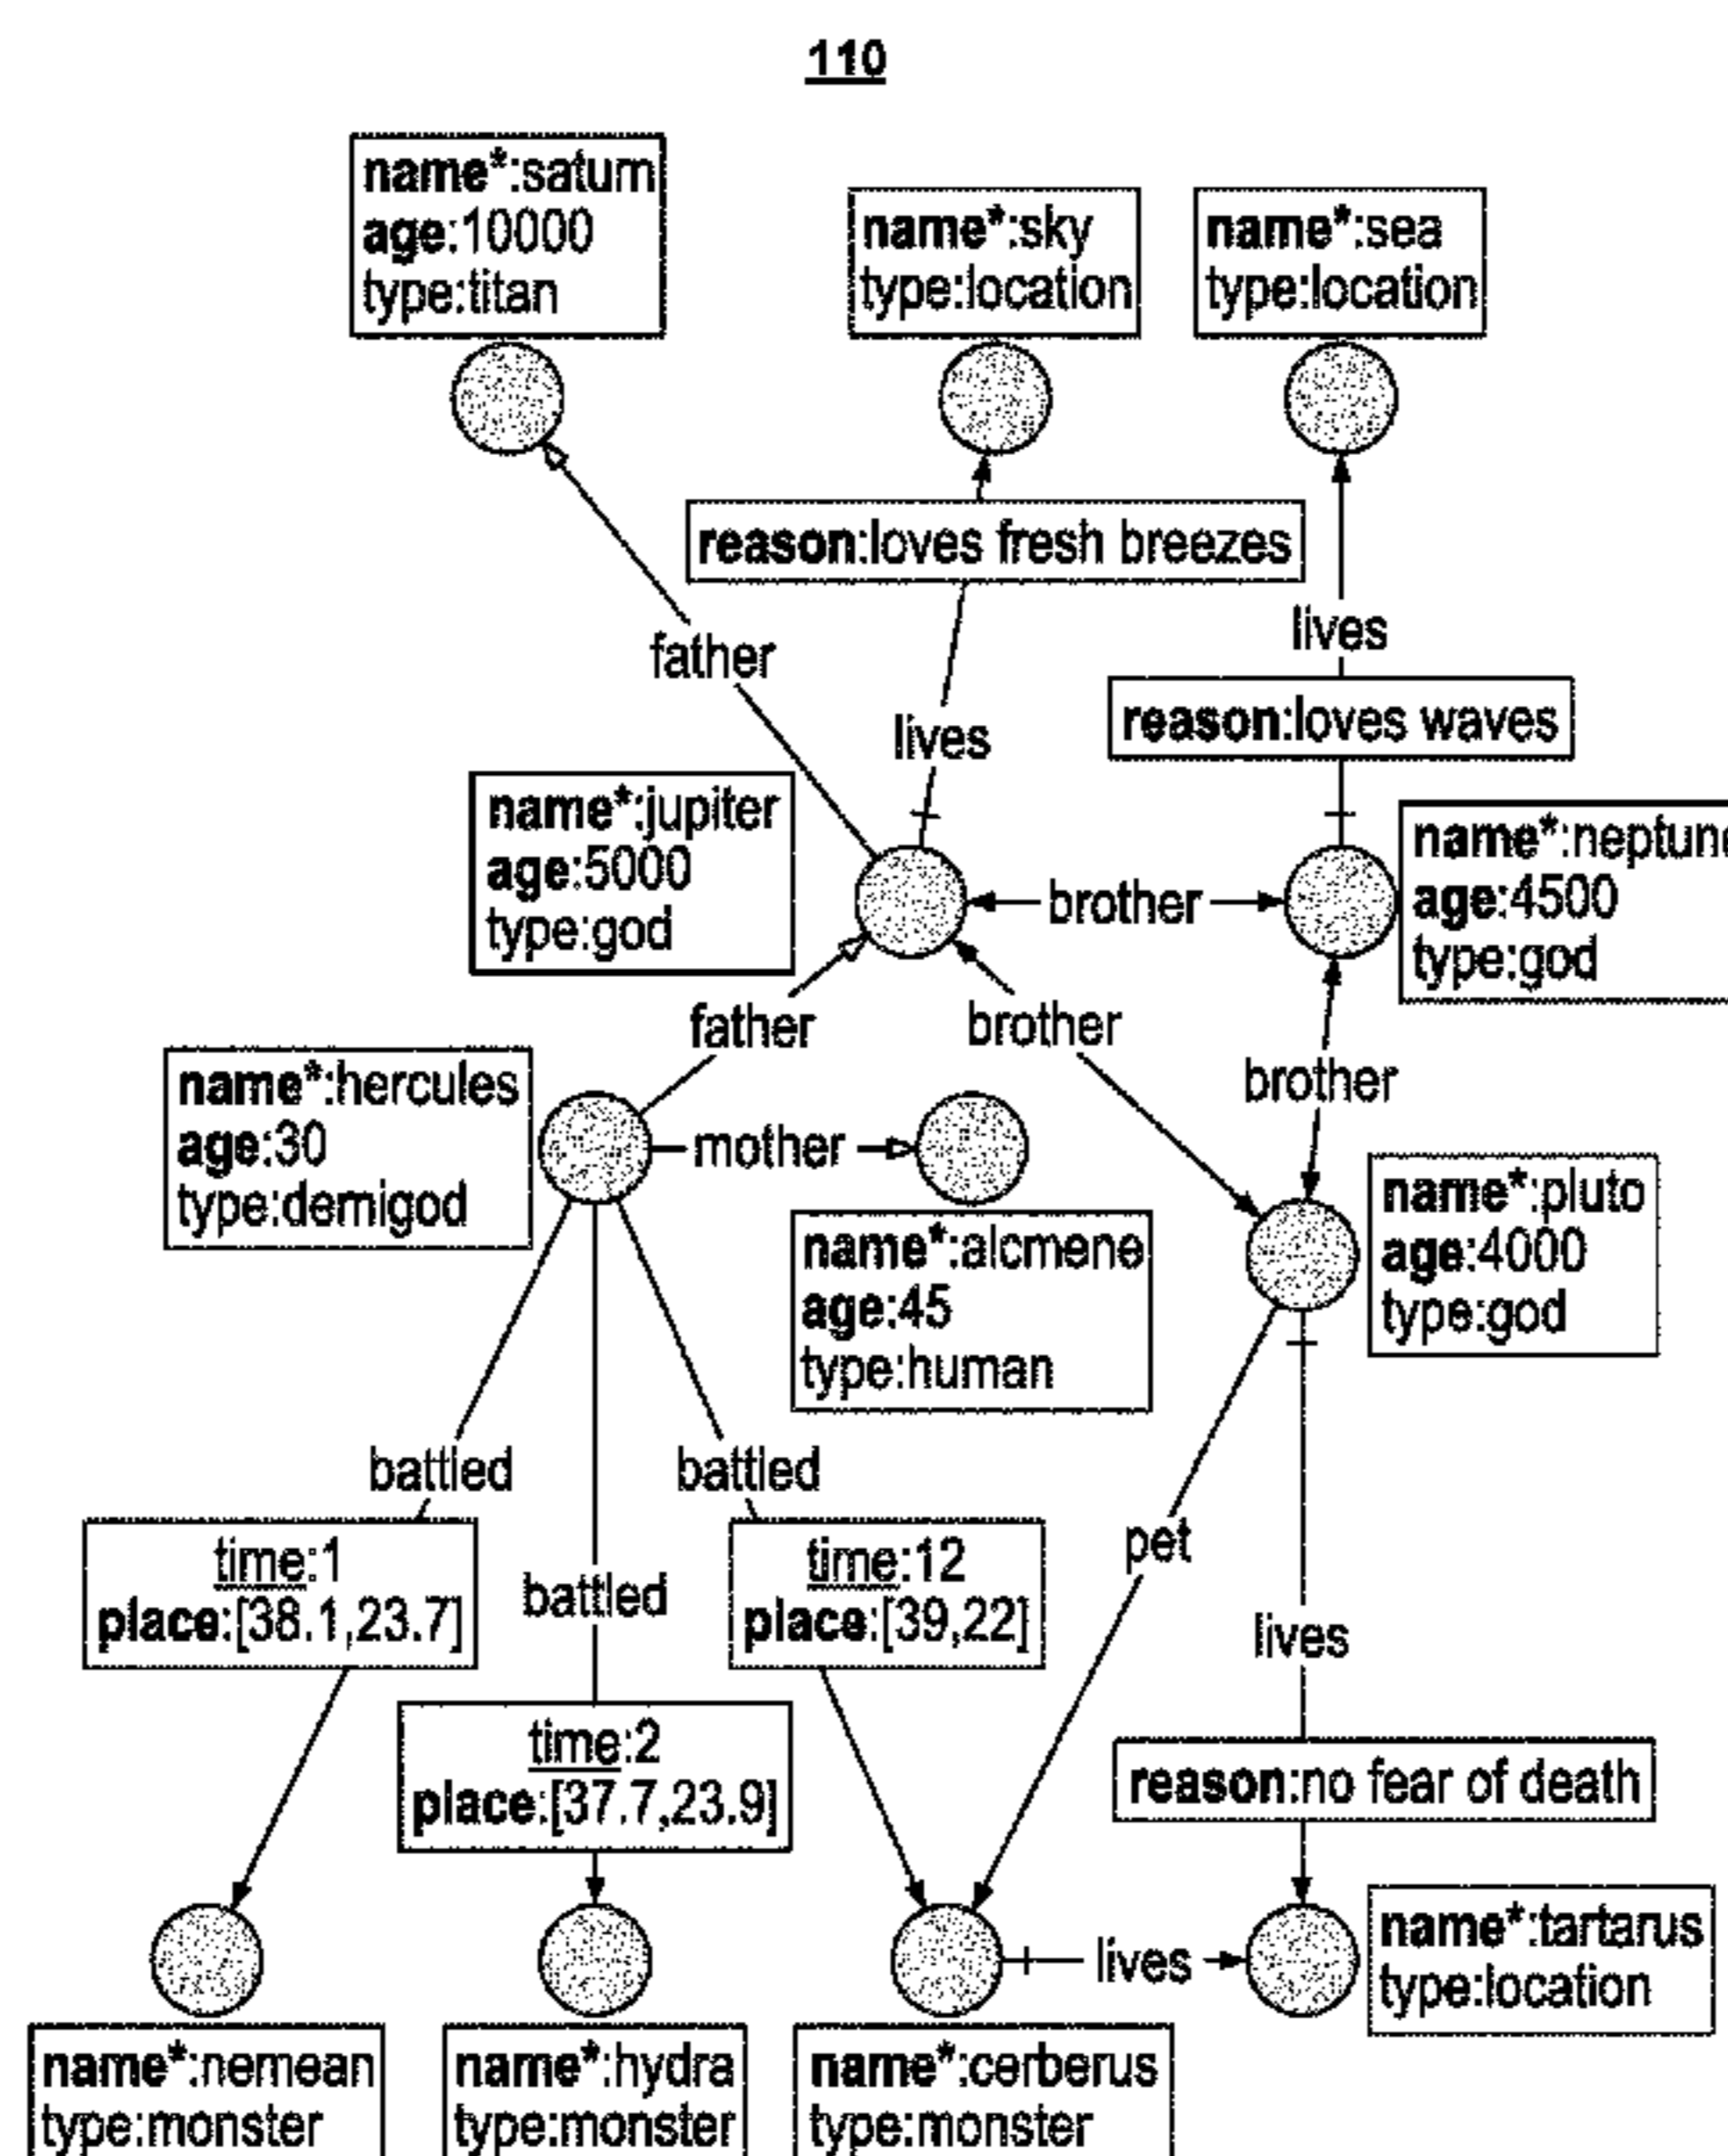 110
name*:saturn
age:10000
type:titan
name*:sky
type:location
name*:sea
type:location
reason:loves fresh breezes
lives
father
reason:loves waves
lives
name*:jupiter
age:5000
type:god
brother
name*:neptune
age:4500
type:god
father
brother
brother
name*:hercules
age:30
type:demigod
mother
name*:alcmene
age:45
type:human
name*:pluto
age:4000
type:god
battled
battled
battled
pet
time:1
place:[38.1,23.7]
time:12
place:[39,22]
lives
time:2
place:[37.7,23.9]
reason:no fear of death
lives
name*:tartarus
type:location
name*:nemean
type:monster
name*:hydra
type:monster
name*:cerberus
type:monster